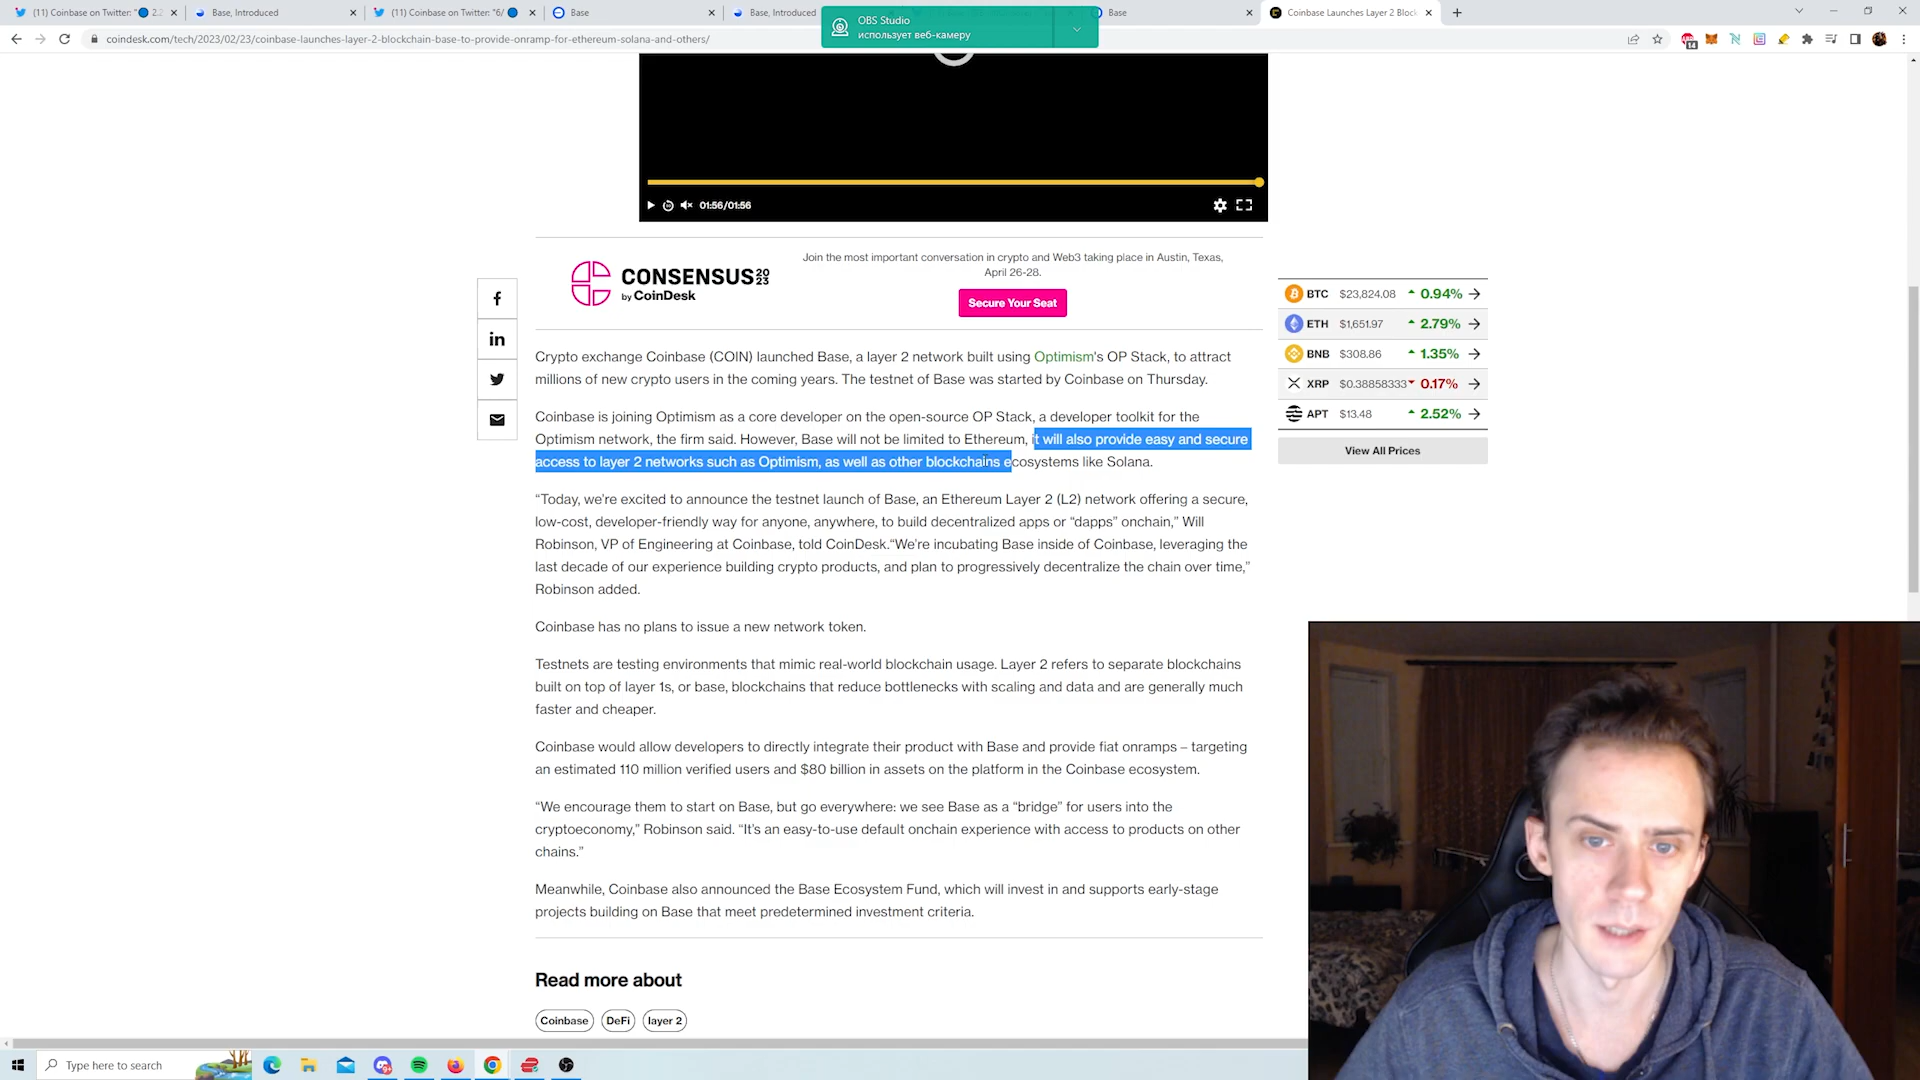 (11) Coinbase on Twitter: "🔵 2.2
Base, Introduced
(11) Coinbase on Twitter: "6/ 🔵
Base
Base, Introduced
Base
Coinbase Launches Layer 2 Block
OBS Studio
использует веб-камеру
coindesk.com/tech/2023/02/23/coinbase-launches-layer-2-blockchain-base-to-provide-onramp-for-ethereum-solana-and-others/
01:56/01:56
CONSENSUS 2023
by CoinDesk
Join the most important conversation in crypto and Web3 taking place in Austin, Texas,
April 26-28.
Secure Your Seat
BTC $23,824.08 0.94%
ETH $1,651.97 2.79%
BNB $308.86 1.35%
XRP $0.38858333 0.17%
APT $13.48 2.52%
View All Prices
Crypto exchange Coinbase (COIN) launched Base, a layer 2 network built using Optimism's OP Stack, to attract
millions of new crypto users in the coming years. The testnet of Base was started by Coinbase on Thursday.
Coinbase is joining Optimism as a core developer on the open-source OP Stack, a developer toolkit for the
Optimism network, the firm said. However, Base will not be limited to Ethereum, it will also provide easy and secure
access to layer 2 networks such as Optimism, as well as other blockchains ecosystems like Solana.
“Today, we’re excited to announce the testnet launch of Base, an Ethereum Layer 2 (L2) network offering a secure,
low-cost, developer-friendly way for anyone, anywhere, to build decentralized apps or “dapps” onchain,” Will
Robinson, VP of Engineering at Coinbase, told CoinDesk.“We’re incubating Base inside of Coinbase, leveraging the
last decade of our experience building crypto products, and plan to progressively decentralize the chain over time,”
Robinson added.
Coinbase has no plans to issue a new network token.
Testnets are testing environments that mimic real-world blockchain usage. Layer 2 refers to separate blockchains
built on top of layer 1s, or base, blockchains that reduce bottlenecks with scaling and data and are generally much
faster and cheaper.
Coinbase would allow developers to directly integrate their product with Base and provide fiat onramps – targeting
an estimated 110 million verified users and $80 billion in assets on the platform in the Coinbase ecosystem.
“We encourage them to start on Base, but go everywhere: we see Base as a “bridge” for users into the
cryptoeconomy,” Robinson said. “It’s an easy-to-use default onchain experience with access to products on other
chains.”
Meanwhile, Coinbase also announced the Base Ecosystem Fund, which will invest in and supports early-stage
projects building on Base that meet predetermined investment criteria.
Read more about
Coinbase
DeFi
layer 2
Type here to search